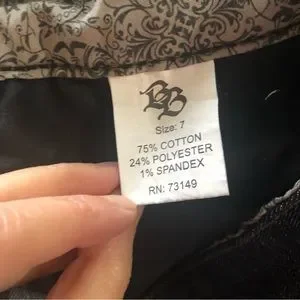 BB
Size: 7
75% COTTON
24% POLYESTER
1% SPANDEX
RN: 73149